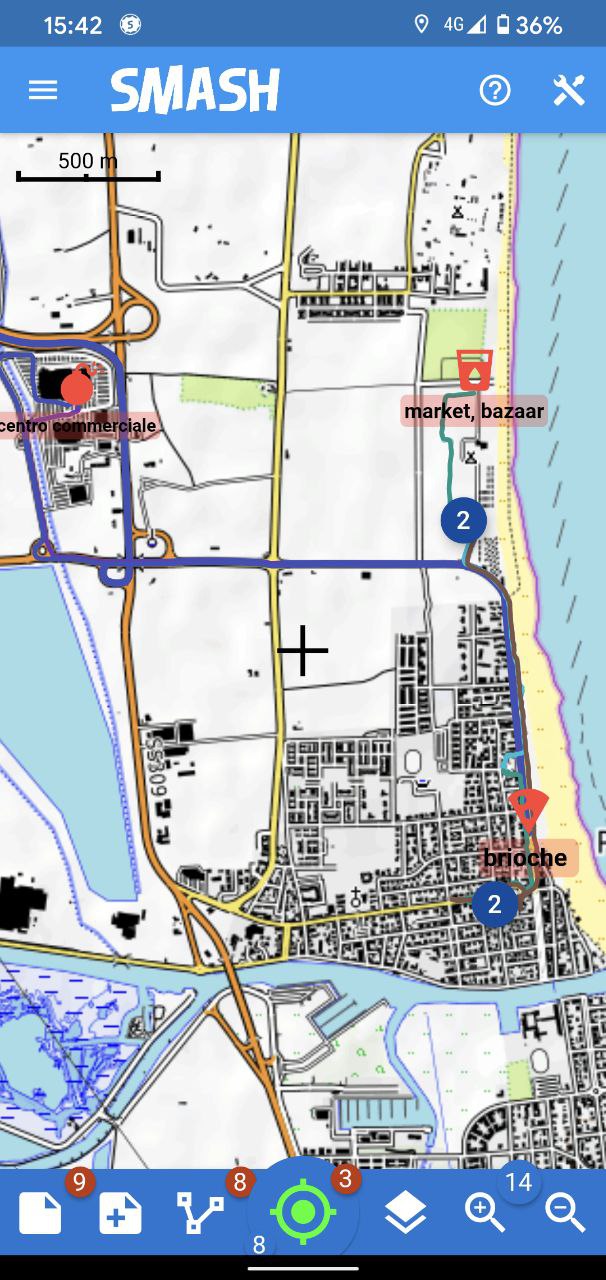 15:42
4G 36%
SMASH
500 m
market, bazaar
centro commerciale
2
SS309
brioche
2
9
8
3
14
8